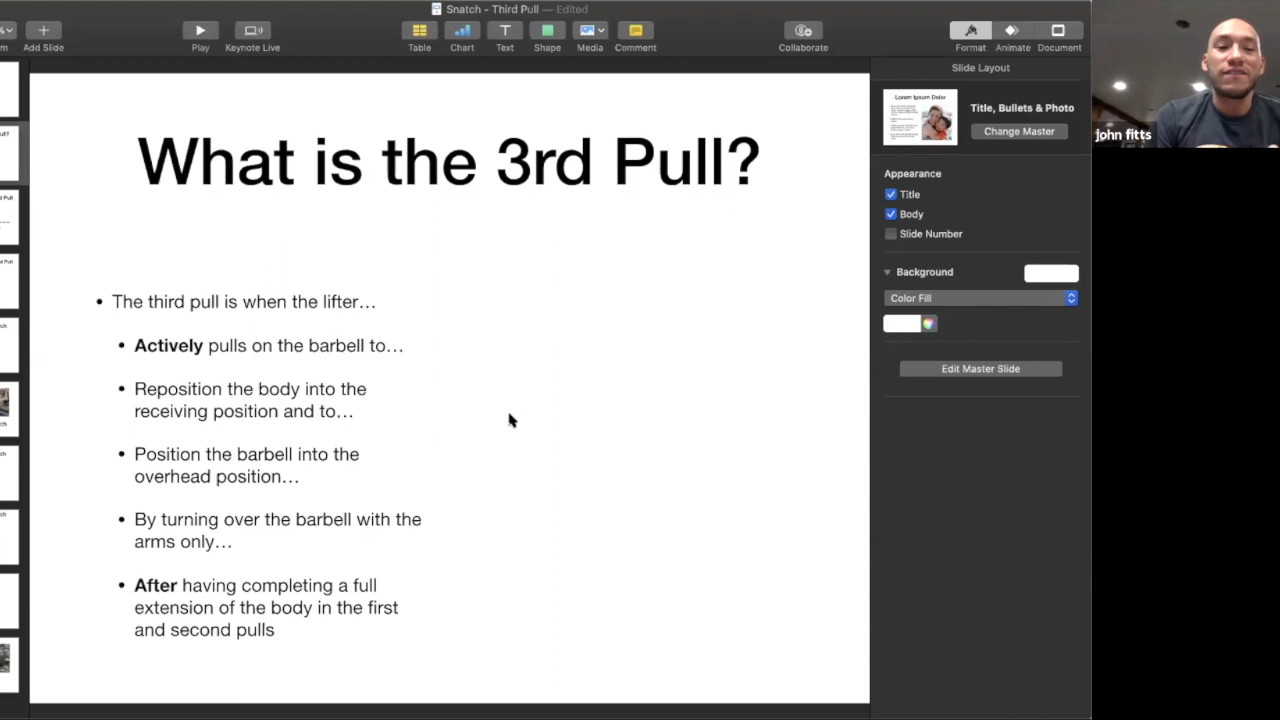 Snatch - Third Pull — Edited
Add Slide
Play
Keynote Live
Table
Chart
Text
Shape
Media
Comment
Collaborate
Format
Animate
Document
Slide Layout
Lorem Ipsum Dolor
Title, Bullets & Photo
Change Master
Appearance
Title
Body
Slide Number
Background
Color Fill
Edit Master Slide
What is the 3rd Pull?
• The third pull is when the lifter…
• Actively pulls on the barbell to…
• Reposition the body into the
receiving position and to…
• Position the barbell into the
overhead position…
• By turning over the barbell with the
arms only…
• After having completing a full
extension of the body in the first
and second pulls
john fitts